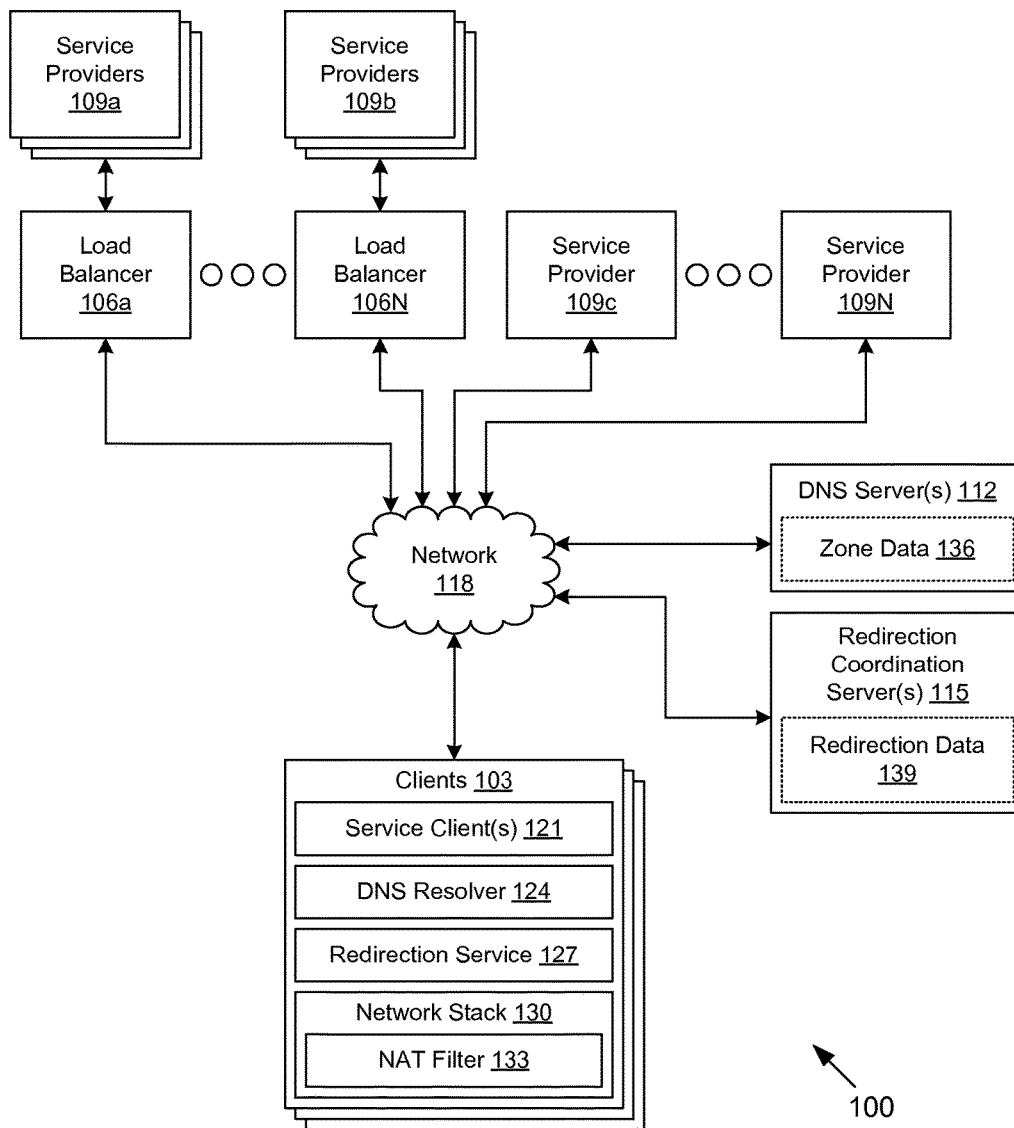 Service
Providers
109a
Service
Providers
109b
Load
Balancer
106a
Load
Balancer
106N
Service
Provider
109c
Service
Provider
109N
Network
118
DNS Server(s) 112
Zone Data 136
Redirection
Coordination
Server(s) 115
Redirection Data
139
Clients 103
Service Client(s) 121
DNS Resolver 124
Redirection Service 127
Network Stack 130
NAT Filter 133
100